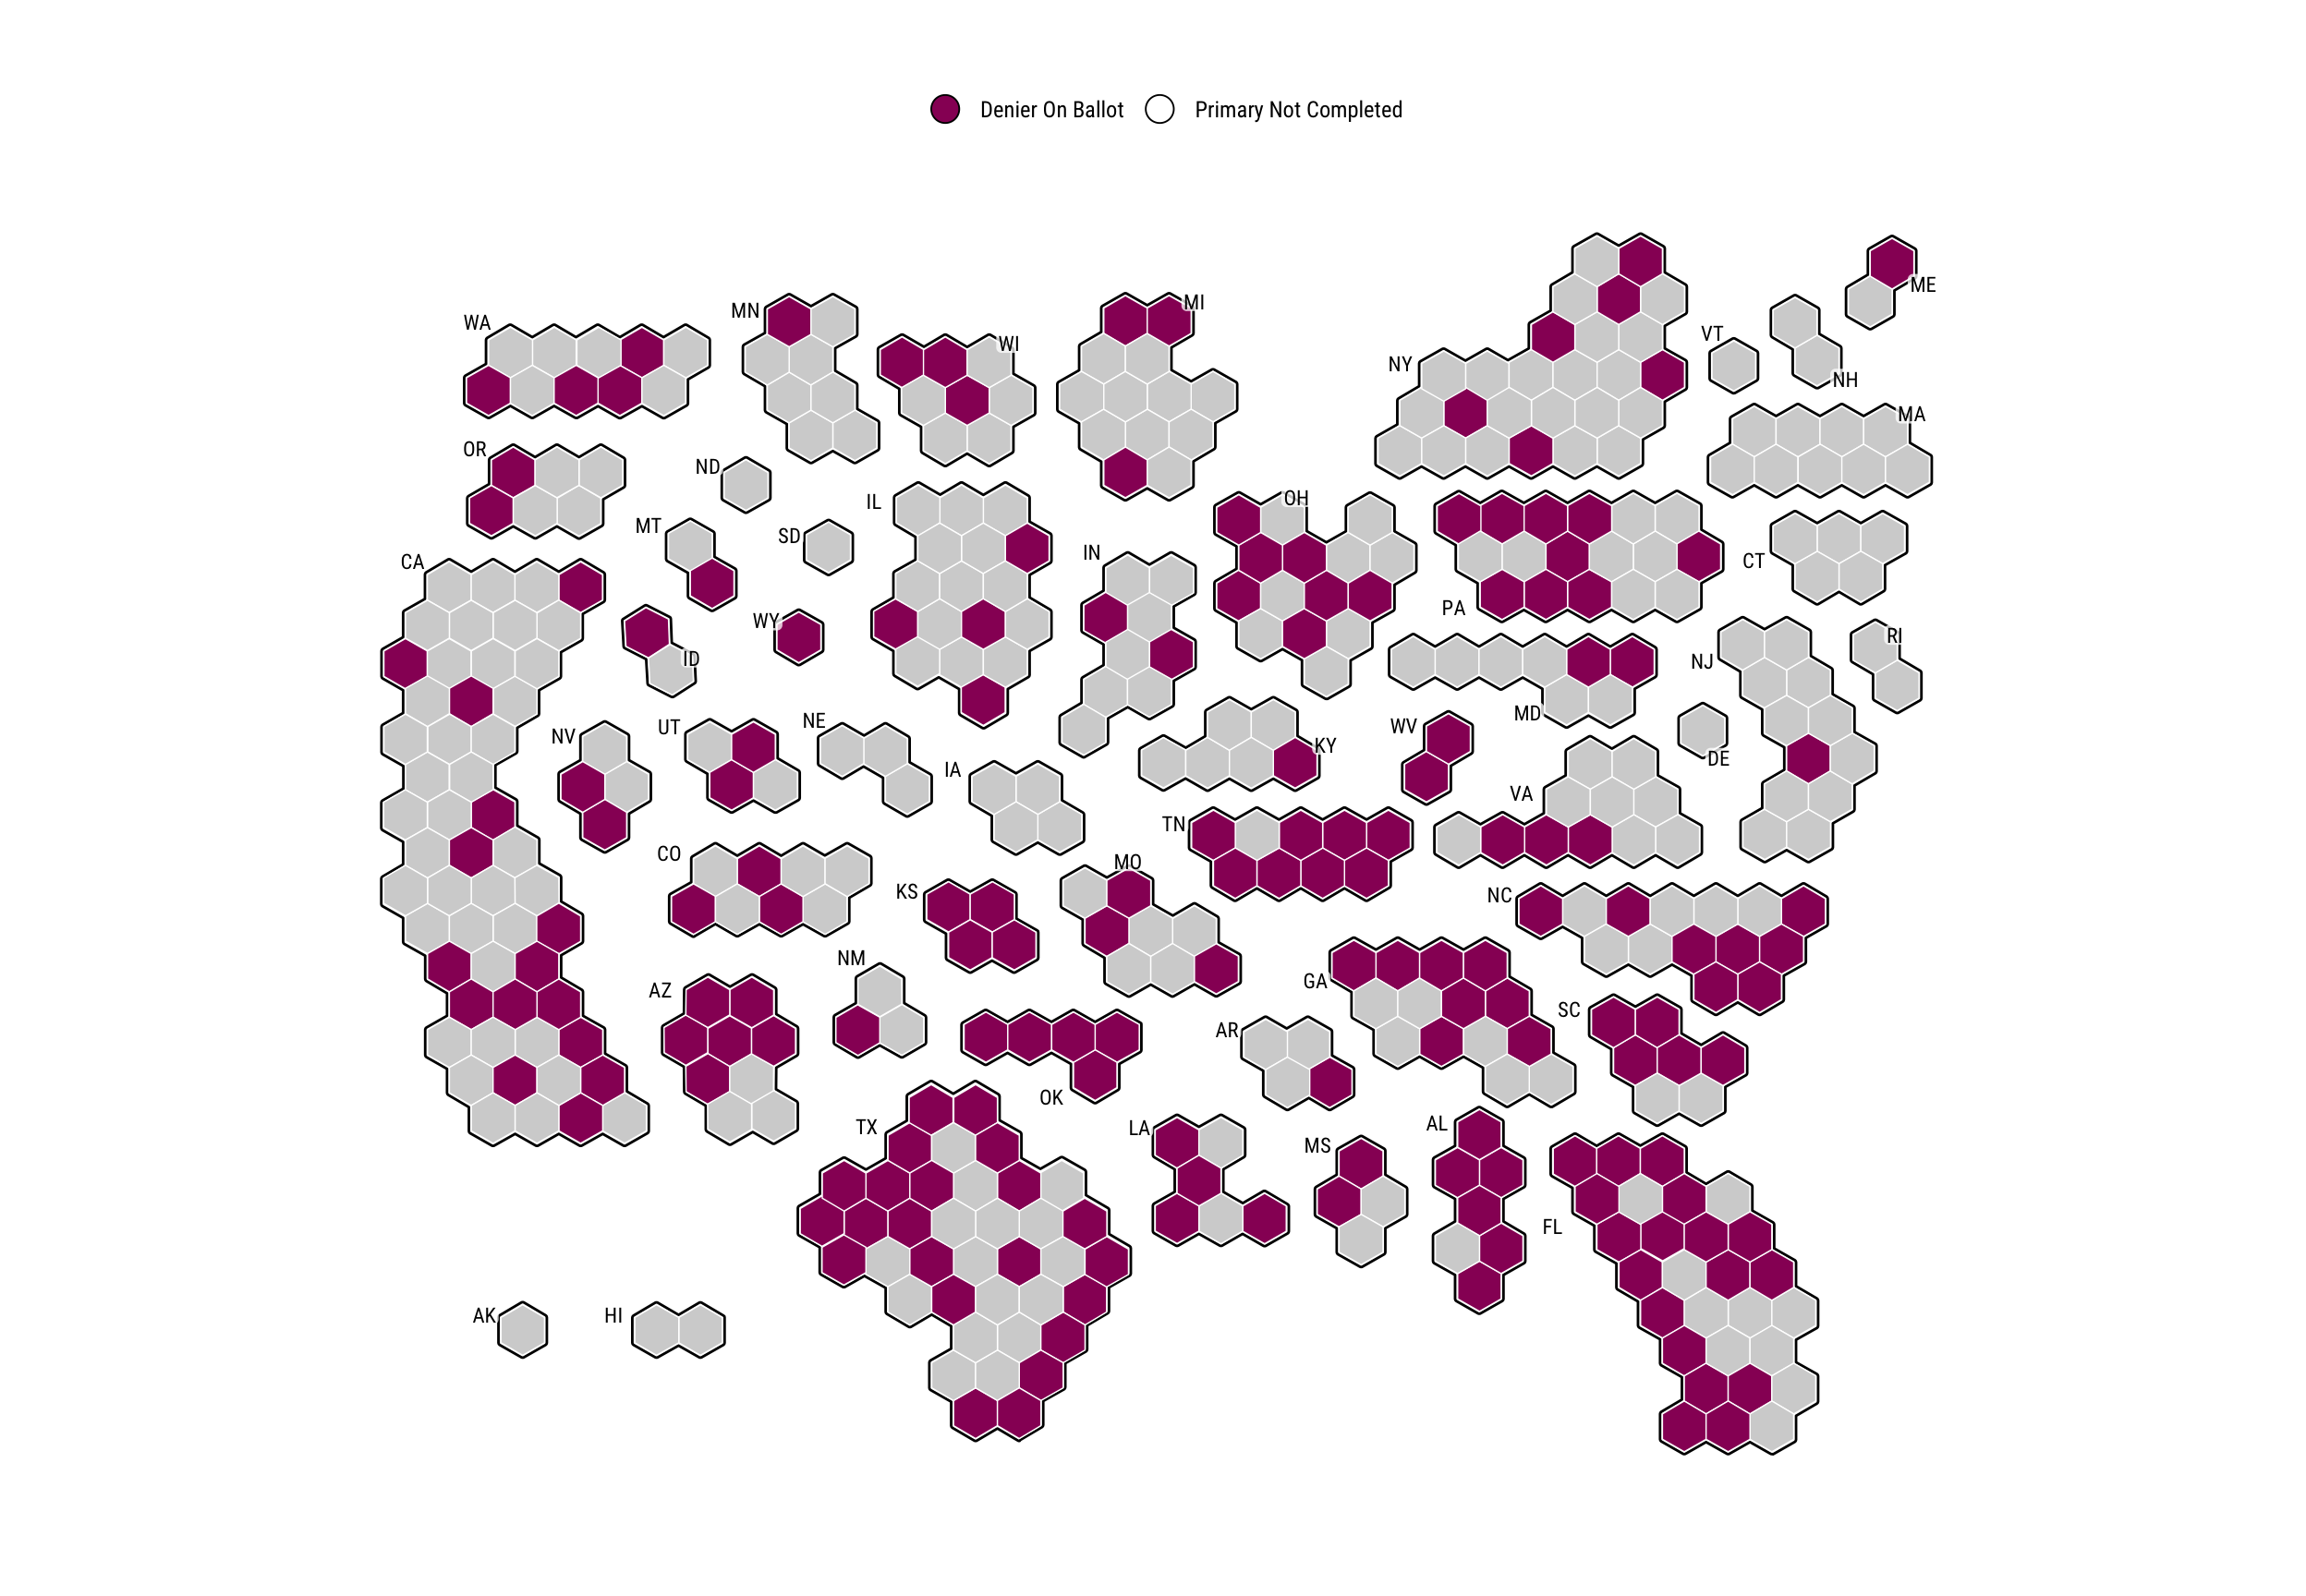 Denier On Ballot Primary Not Completed
ME
MI
MN
WA
VT
WI
NY
NH
MA
OR
ND
OH
IL
MT
SD
IN
CT
CA
PA
WY
RI
ID
NJ
MD
NE
UT
WV
NV
KY
DE
IA
VA
TN
CO
MO
KS
NC
NM
GA
AZ
SC
AR
OK
AL
TX
LA
MS
FL
AK
HI